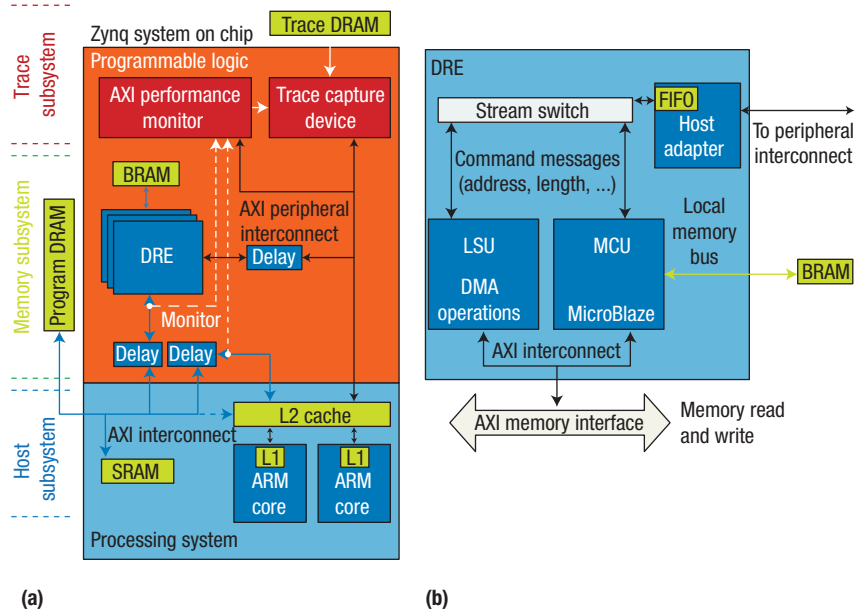 Zynq system on chip
Trace DRAM
Trace
subsystem
Programmable logic
AXI performance
monitor
Trace capture
device
Memory subsystem
Program DRAM
BRAM
DRE
AXI peripheral
interconnect
Delay
Monitor
Delay
Delay
Host
subsystem
L2 cache
AXI interconnect
SRAM
L1
ARM
core
L1
ARM
core
Processing system
(a)
DRE
Stream switch
FIFO
Host
adapter
To peripheral
interconnect
Command messages
(address, length, ...)
LSU
DMA
operations
MCU
MicroBlaze
Local
memory
bus
BRAM
AXI interconnect
AXI memory interface
Memory read
and write
(b)